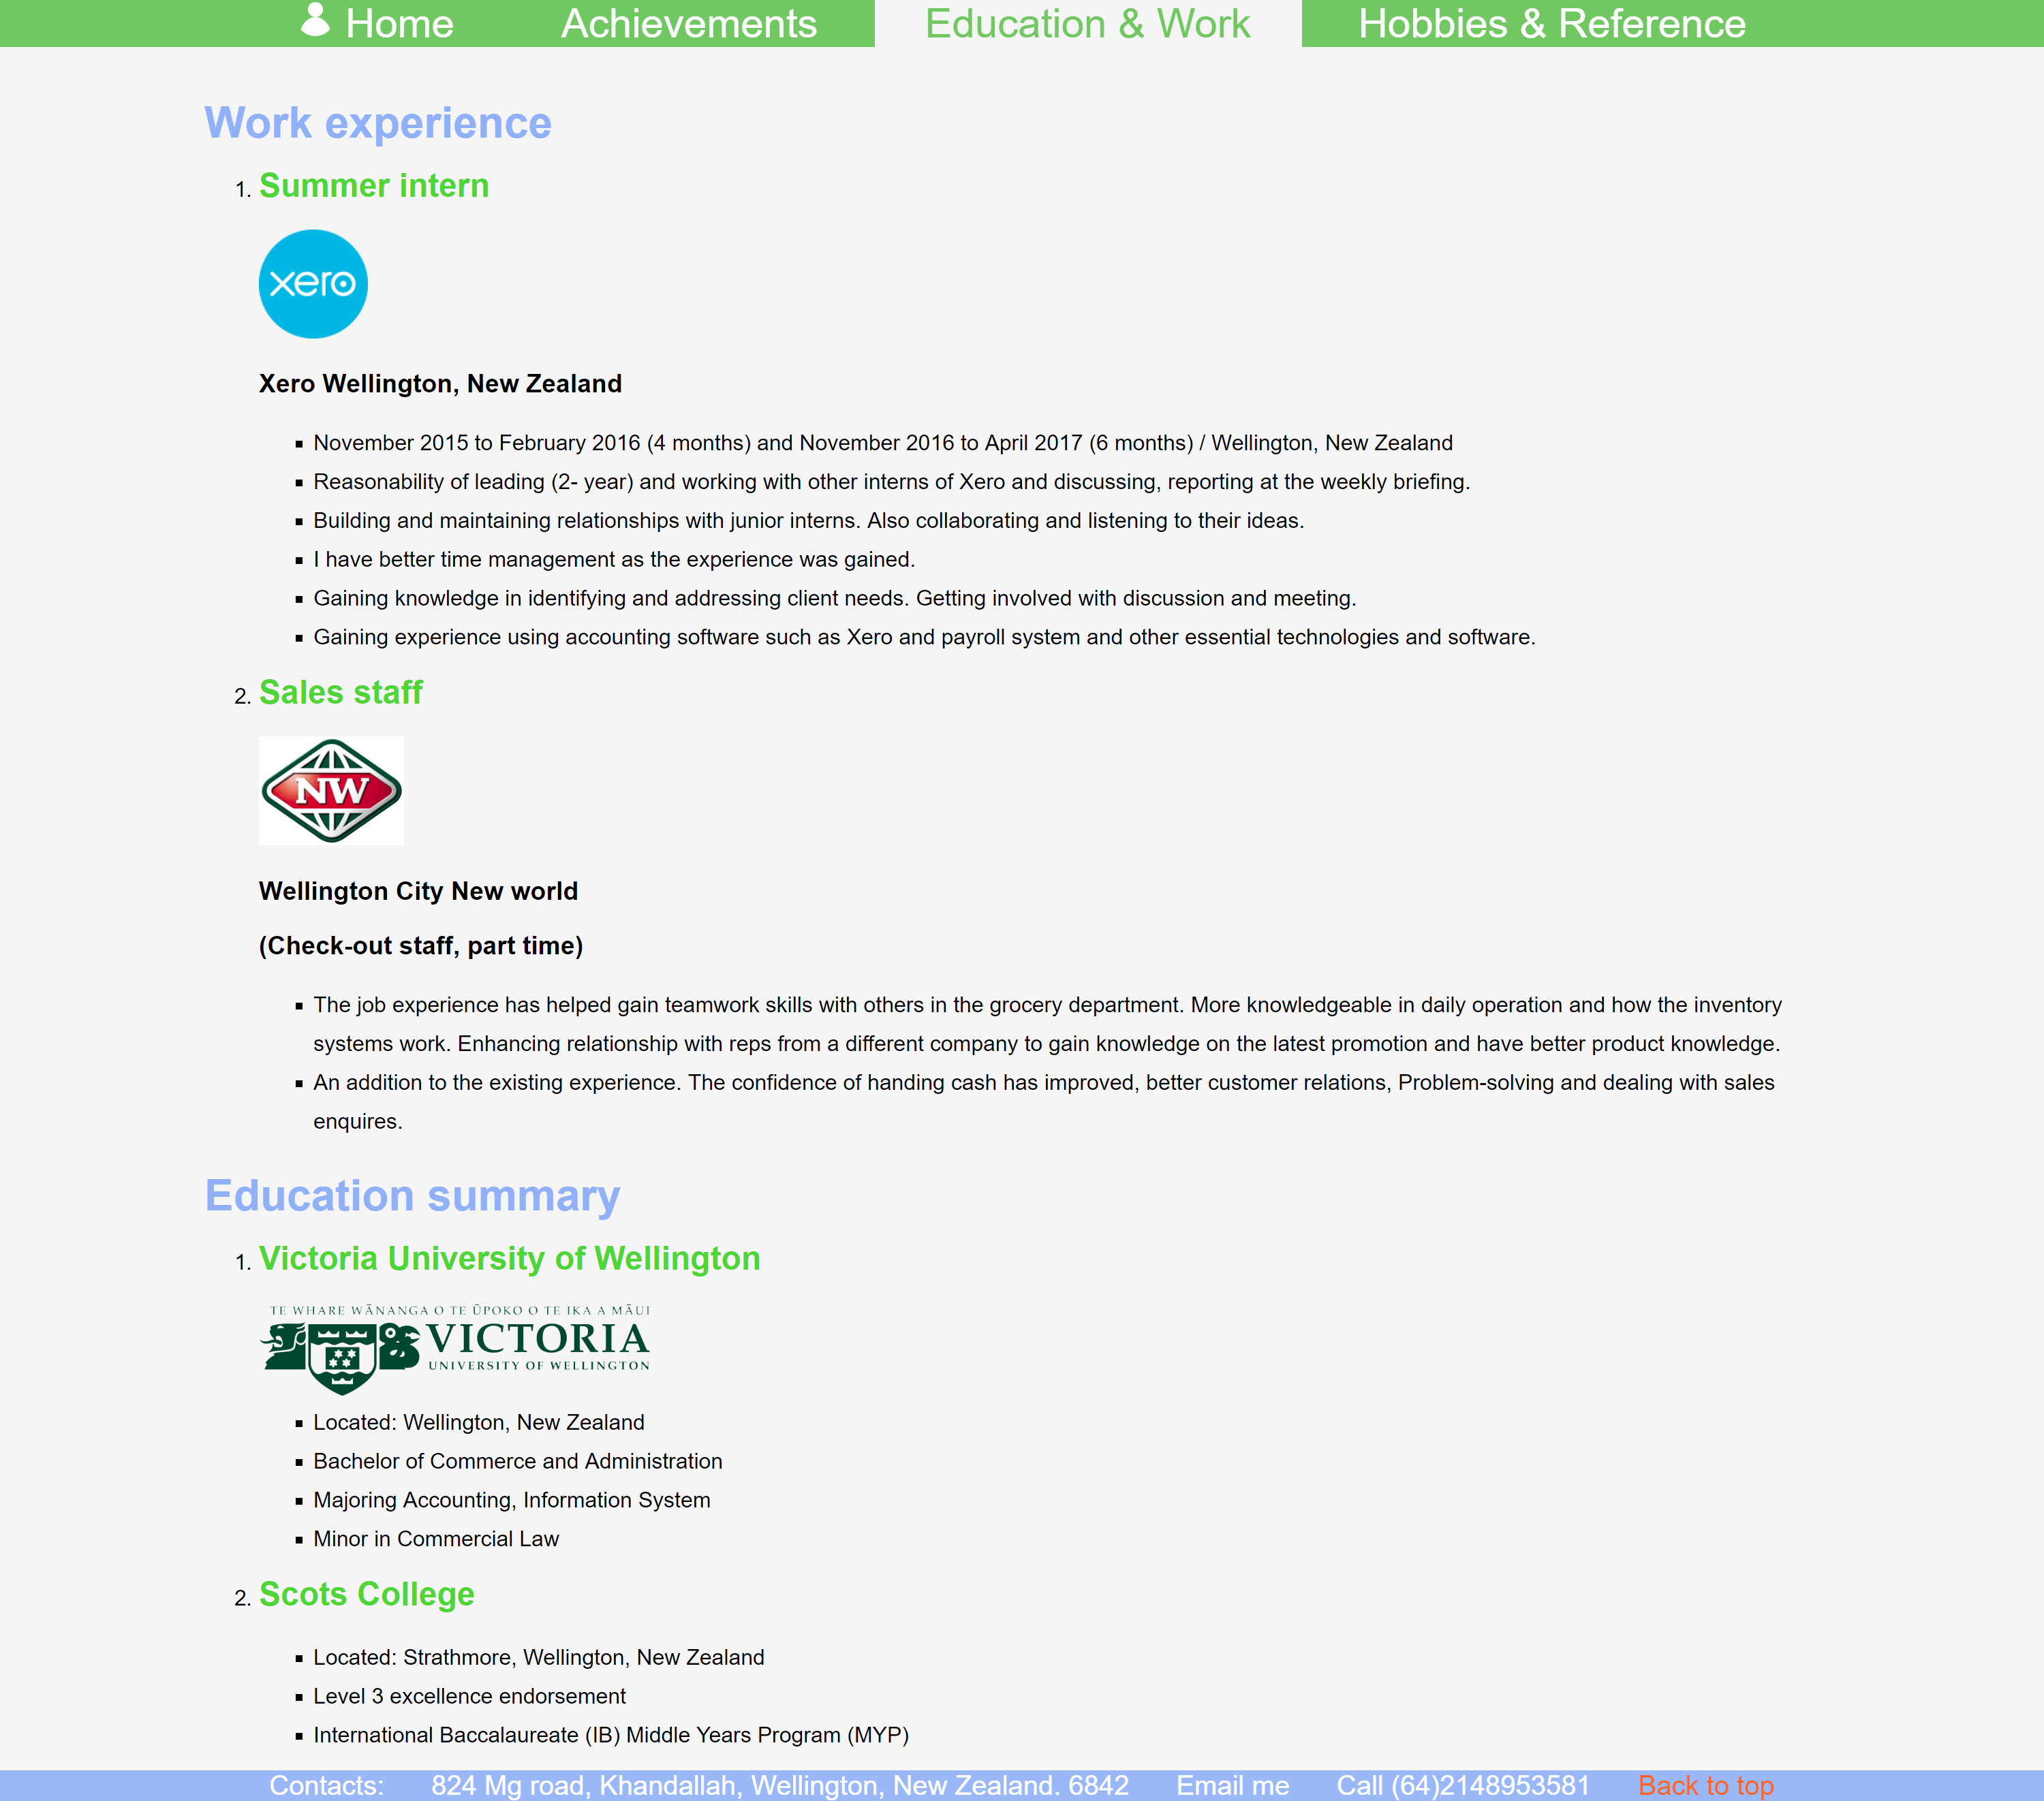 Home Achievements Education & Work Hobbies & Reference
Work experience
1. Summer intern
xero
Xero Wellington, New Zealand
November 2015 to February 2016 (4 months) and November 2016 to April 2017 (6 months) / Wellington, New Zealand
Reasonability of leading (2- year) and working with other interns of Xero and discussing, reporting at the weekly briefing.
Building and maintaining relationships with junior interns. Also collaborating and listening to their ideas.
I have better time management as the experience was gained.
Gaining knowledge in identifying and addressing client needs. Getting involved with discussion and meeting.
Gaining experience using accounting software such as Xero and payroll system and other essential technologies and software.
2. Sales staff
NW
Wellington City New world
(Check-out staff, part time)
The job experience has helped gain teamwork skills with others in the grocery department. More knowledgeable in daily operation and how the inventory
systems work. Enhancing relationship with reps from a different company to gain knowledge on the latest promotion and have better product knowledge.
An addition to the existing experience. The confidence of handing cash has improved, better customer relations, Problem-solving and dealing with sales
enquires.
Education summary
1. Victoria University of Wellington
TE WHARE WĀNANGA O TE ŪPOKO O TE IKA A MĀUI
VICTORIA
UNIVERSITY OF WELLINGTON
Located: Wellington, New Zealand
Bachelor of Commerce and Administration
Majoring Accounting, Information System
Minor in Commercial Law
2. Scots College
Located: Strathmore, Wellington, New Zealand
Level 3 excellence endorsement
International Baccalaureate (IB) Middle Years Program (MYP)
Contacts: 824 Mg road, Khandallah, Wellington, New Zealand. 6842 Email me Call (64)2148953581 Back to top